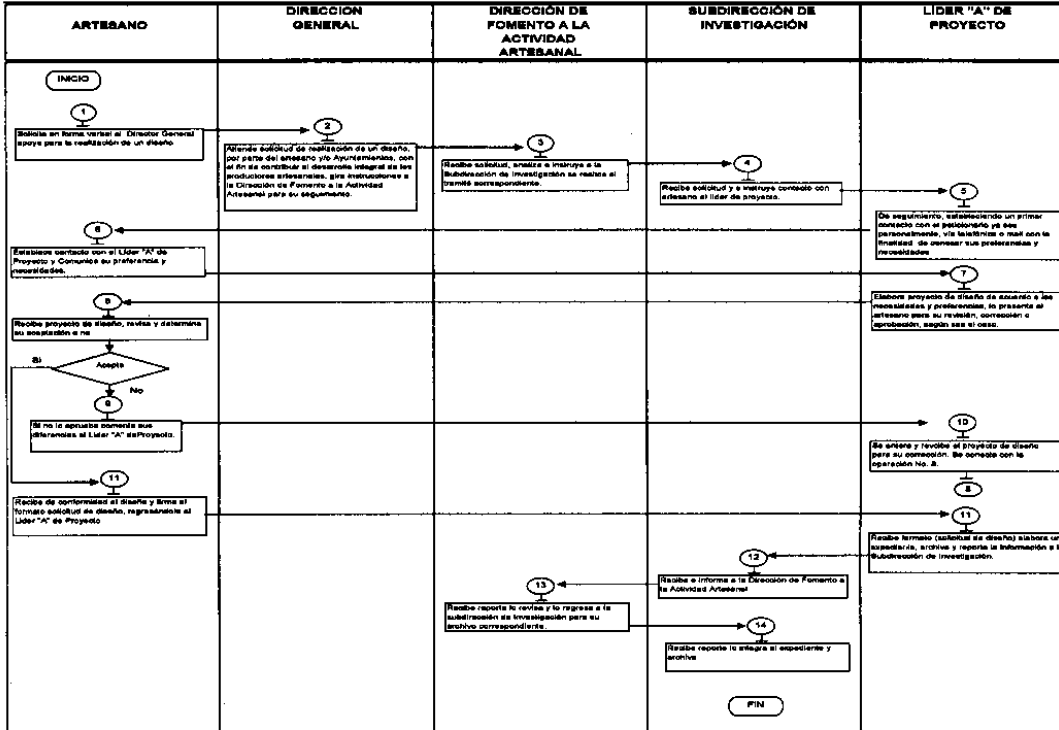 ARTESANO
DIRECCION
GENERAL
DIRECCIÓN DE
FOMENTO A LA
ACTIVIDAD
ARTESANAL
SUBDIRECCIÓN DE
INVESTIGACIÓN
LÍDER "A" DE
PROYECTO
INICIO
1
Solicita en forma verbal al Director General
apoyo para la realización de un diseño
2
Atiende solicitud de realización de un diseño,
por parte del artesano y/o Ayuntamientos, con
el fin de contribuir al desarrollo integral de los
productores artesanales, gira instrucciones a
la Dirección de Fomento a la Actividad
Artesanal para su seguimiento.
3
Recibe solicitud, analiza e instruye a la
Subdirección de Investigación se realice el
tramité correspondiente.
4
Recibe solicitud y e instruye contacto con
artesano al líder de proyecto.
5
Da seguimiento, estableciendo un primer
contacto con el peticionario ya sea
personalmente, vía telefónica o mail con la
finalidad de conocer sus preferencias y
necesidades
6
Establece contacto con el Líder "A" de
Proyecto y Comunica su preferencia y
necesidades.
7
Elabora proyecto de diseño de acuerdo a las
necesidades y preferencias, lo presenta al
artesano para su revisión, corrección o
aprobación, según sea el caso.
8
Recibe proyecto de diseño, revisa y determina
su aceptación o no
Si
Acepta
No
9
Si no lo aprueba comenta sus
diferencias al Líder "A" deProyecto.
10
Se entera y recibe el proyecto de diseño
para su corrección. Se conecta con la
operación No. 8.
8
11
Recibe de conformidad el diseño y firma el
formato solicitud de diseño, regresándolo al
Líder "A" de Proyecto
11
Recibe formato (solicitud de diseño) elabora un
expediente, archiva y reporta la información a la
Subdirección de Investigación.
12
Recibe e informa a la Dirección de Fomento a
la Actividad Artesanal
13
Recibe reporte lo revisa y lo regresa a la
subdirección de Investigación para su
archivo correspondiente.
14
Recibe reporte lo integra al expediente y
archiva
FIN